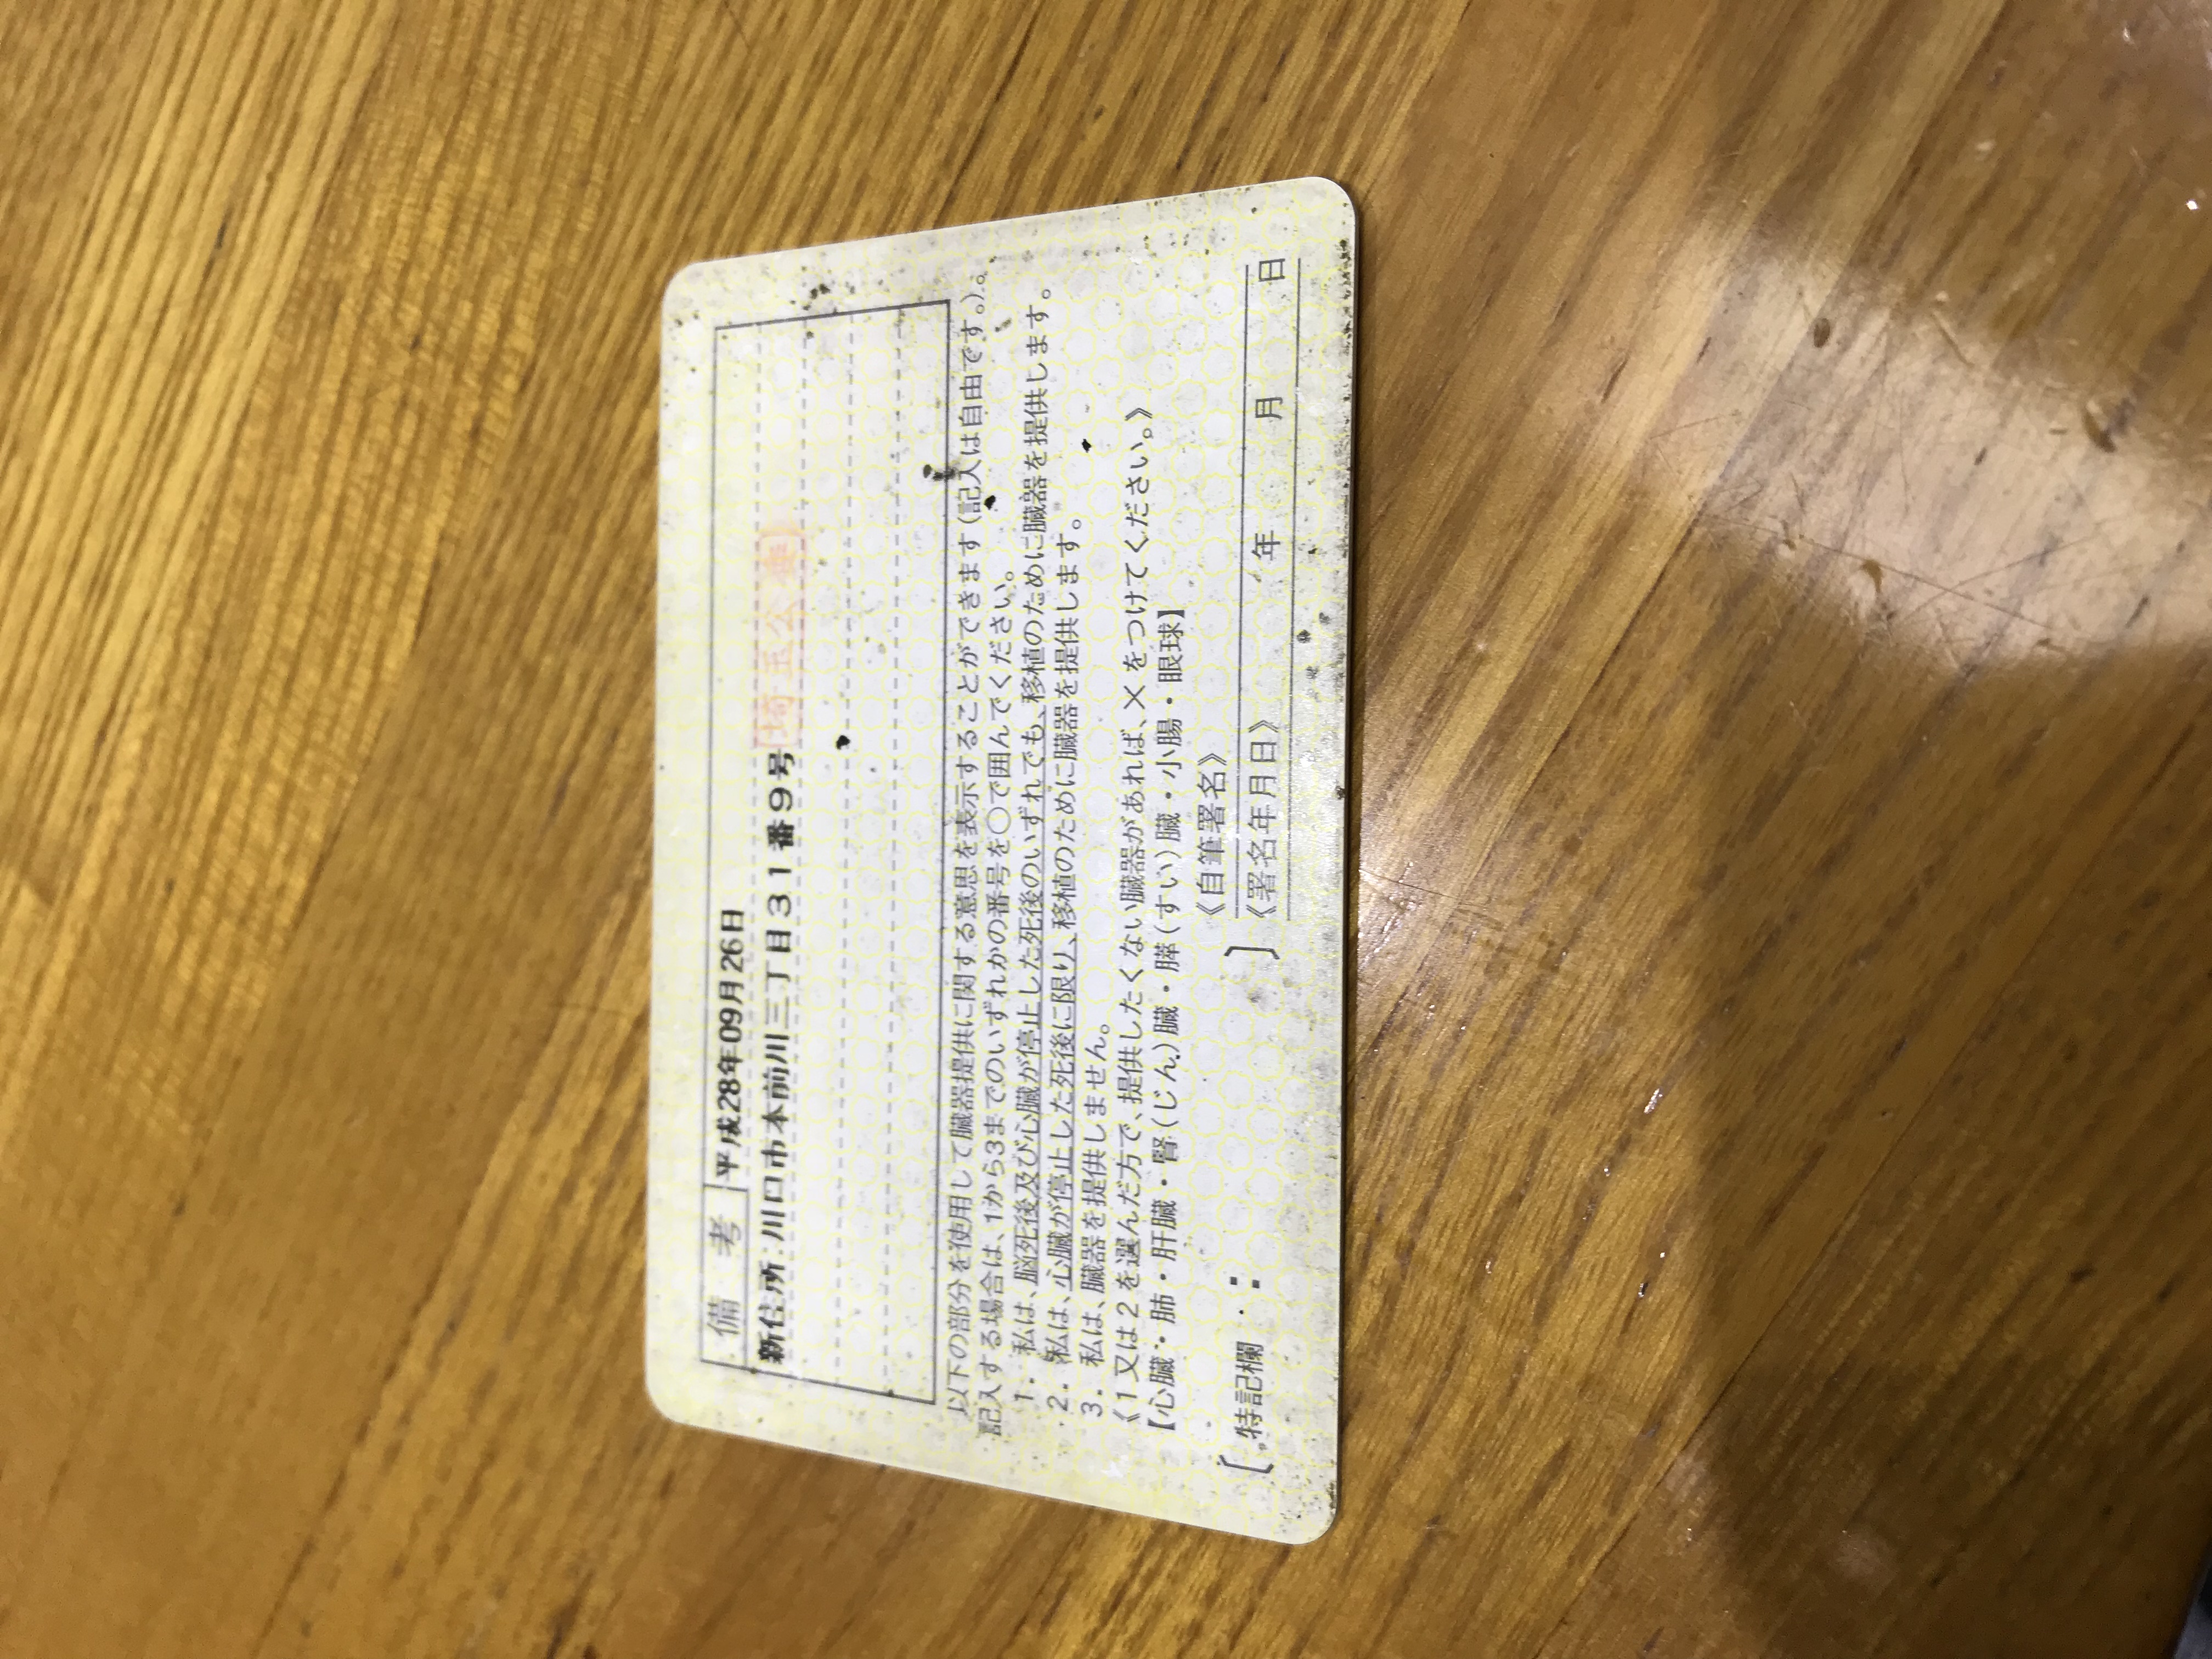 備考 平成28年09月26日
新住所:川口市本前川三丁目31番9号 埼玉公委
以下の部分を使用して臓器提供に関する意思を表示することができます(記入は自由です。)。
記入する場合は、1から3までのいずれかの番号を○で囲んでください。
1. 私は、脳死後及び心臓が停止した死後のいずれでも、移植のために臓器を提供します。
2. 私は、心臓が停止した死後に限り、移植のために臓器を提供します。
3. 私は、臓器を提供しません。
《1又は2を選んだ方で、提供したくない臓器があれば、×をつけてください。》
【心臓・肺・肝臓・腎(じん)臓・膵(すい)臓・小腸・眼球】
《自筆署名》
〔特記欄: 〕
《署名年月日》 年 月 日